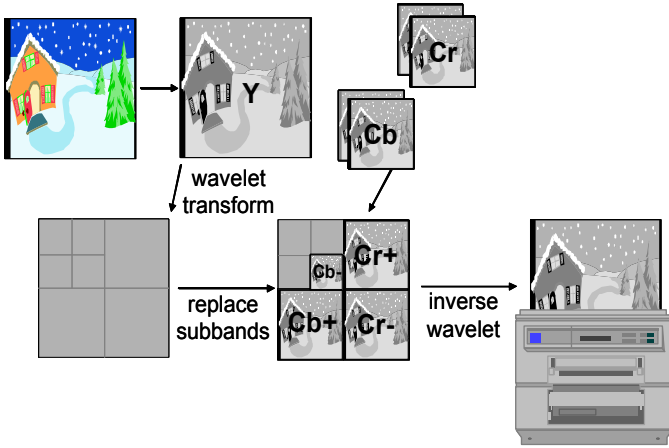 Cr
Y
Cb
wavelet
transform
Cb-
Cr+
replace
subbands
Cb+
Cr-
inverse
wavelet